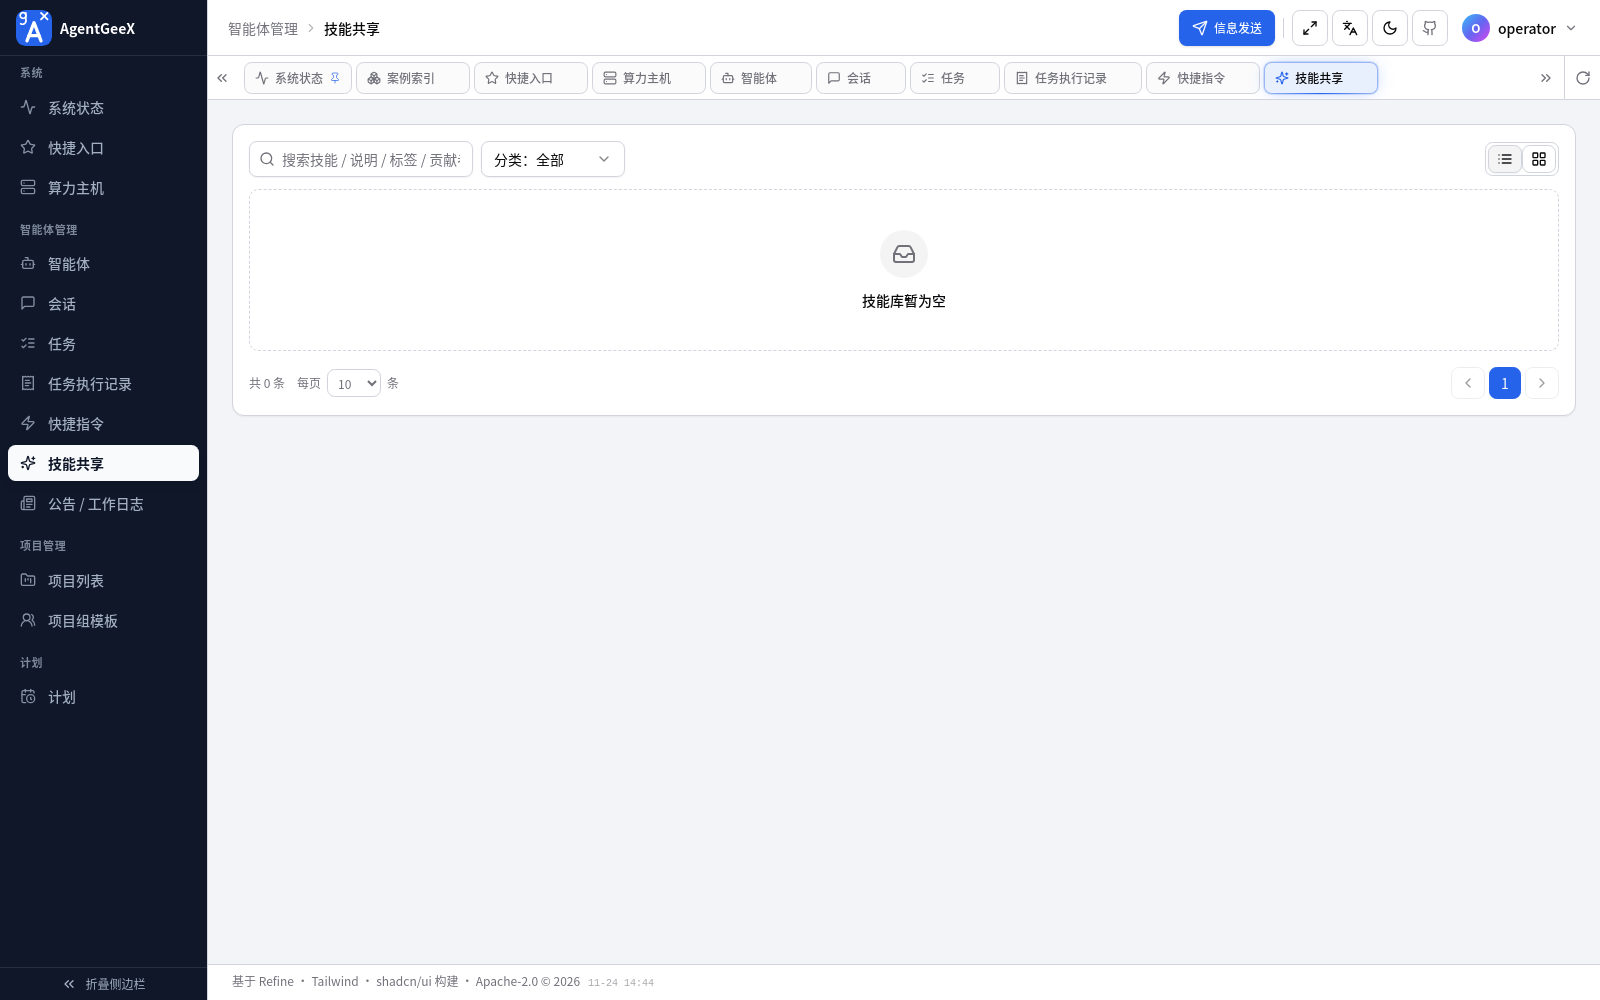 AgentGeeX
系统
系统状态
快捷入口
算力主机
智能体管理
智能体
会话
任务
任务执行记录
快捷指令
技能共享
公告 / 工作日志
项目管理
项目列表
项目组模板
计划
计划
折叠侧边栏
智能体管理 技能共享
信息发送
operator
系统状态 案例索引 快捷入口 算力主机 智能体 会话 任务 任务执行记录 快捷指令 技能共享
搜索技能 / 说明 / 标签 / 贡献
分类：全部
技能库暂为空
共 0 条 每页 10 条
1
基于 Refine · Tailwind · shadcn/ui 构建 · Apache-2.0 © 2026 11-24 14:44